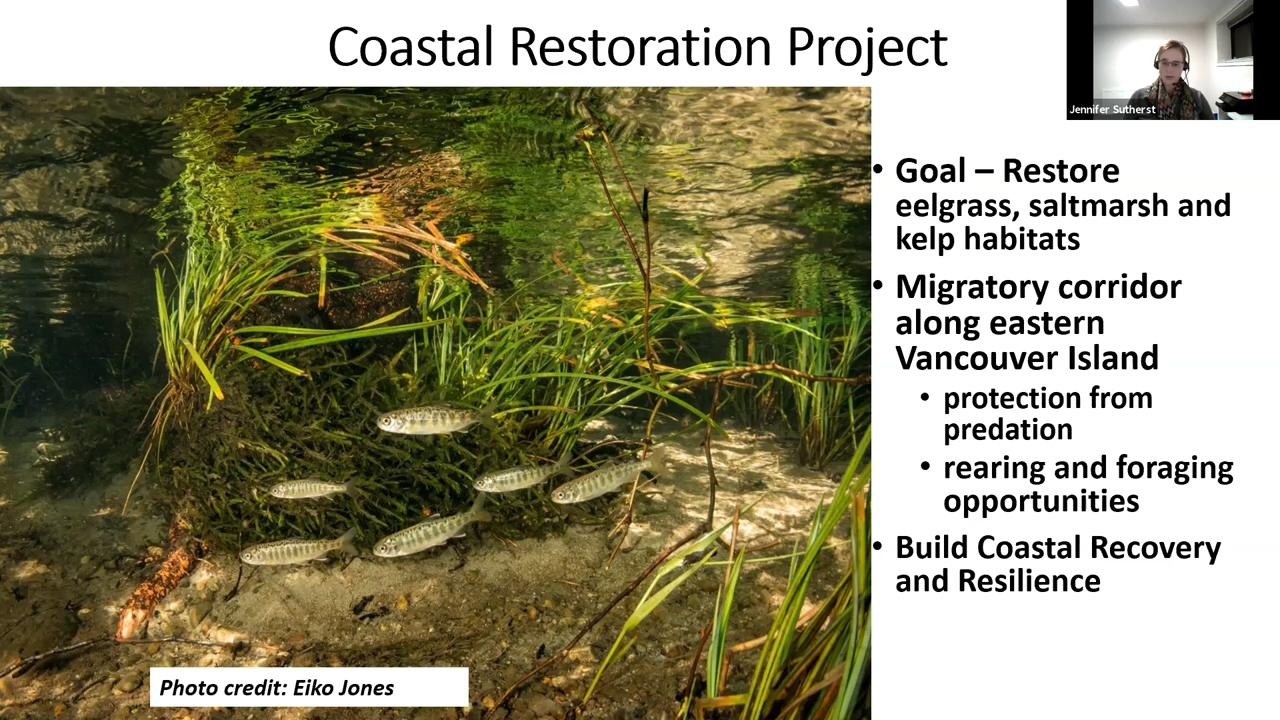 Coastal Restoration Project
Jennifer Sutherst
• Goal – Restore
eelgrass, saltmarsh and
kelp habitats
• Migratory corridor
along eastern
Vancouver Island
• protection from
predation
• rearing and foraging
opportunities
• Build Coastal Recovery
and Resilience
Photo credit: Eiko Jones